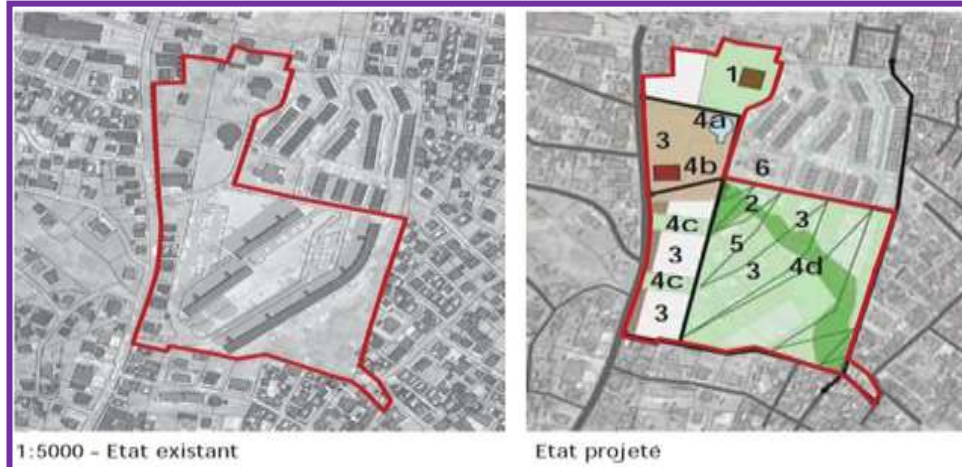 1
4a
3
4b
6
2
4c
3
5
3
4d
3
4c
3
1:5000 – Etat existant
Etat projeté